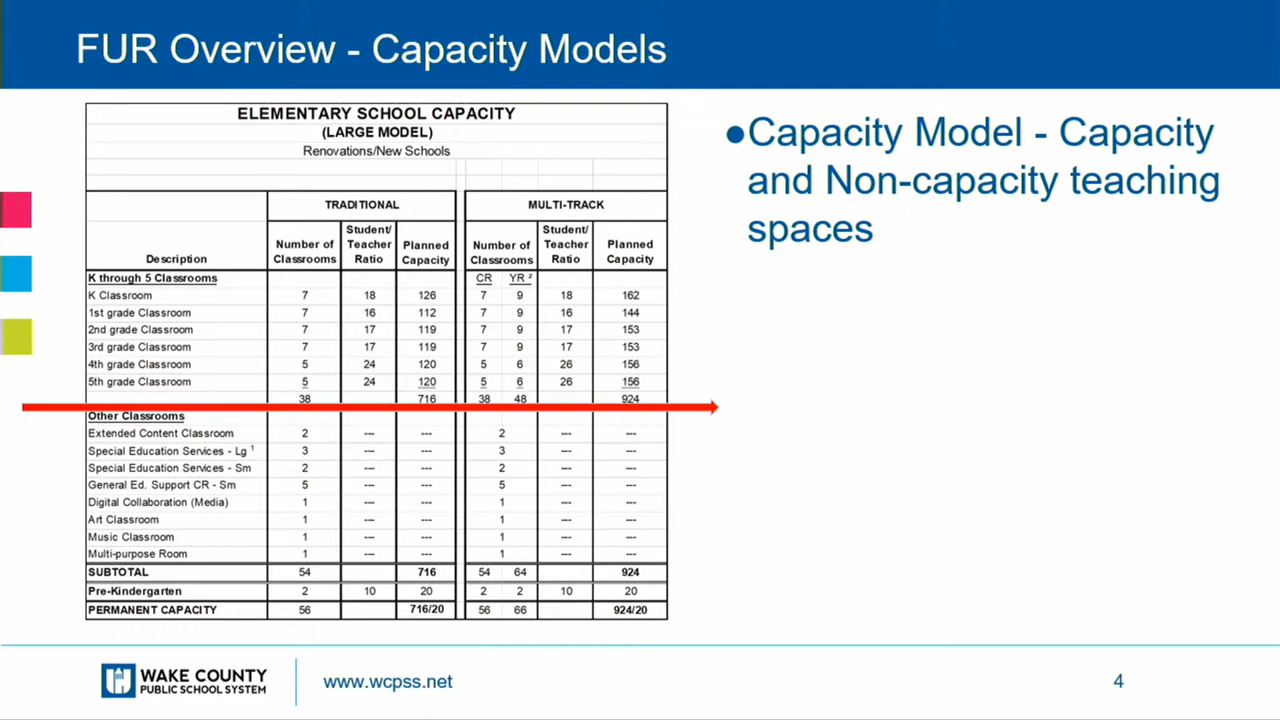 FUR Overview - Capacity Models
ELEMENTARY SCHOOL CAPACITY
(LARGE MODEL)
Renovations/New Schools
TRADITIONAL MULTI-TRACK
Description Number of Classrooms Student/ Teacher Ratio Planned Capacity Number of Classrooms Student/ Teacher Ratio Planned Capacity
K through 5 Classrooms CR YR ²
K Classroom 7 18 126 7 9 18 162
1st grade Classroom 7 16 112 7 9 16 144
2nd grade Classroom 7 17 119 7 9 17 153
3rd grade Classroom 7 17 119 7 9 17 153
4th grade Classroom 5 24 120 5 6 26 156
5th grade Classroom 5 24 120 5 6 26 156
38 716 38 48 924
Other Classrooms
Extended Content Classroom 2 --- --- 2 --- ---
Special Education Services - Lg ¹ 3 --- --- 3 --- ---
Special Education Services - Sm 2 --- --- 2 --- ---
General Ed. Support CR - Sm 5 --- --- 5 --- ---
Digital Collaboration (Media) 1 --- --- 1 --- ---
Art Classroom 1 --- --- 1 --- ---
Music Classroom 1 --- --- 1 --- ---
Multi-purpose Room 1 --- --- 1 --- ---
SUBTOTAL 54 716 54 64 924
Pre-Kindergarten 2 10 20 2 2 10 20
PERMANENT CAPACITY 56 716/20 56 66 924/20
●Capacity Model - Capacity
and Non-capacity teaching
spaces
WAKE COUNTY
PUBLIC SCHOOL SYSTEM
www.wcpss.net
4